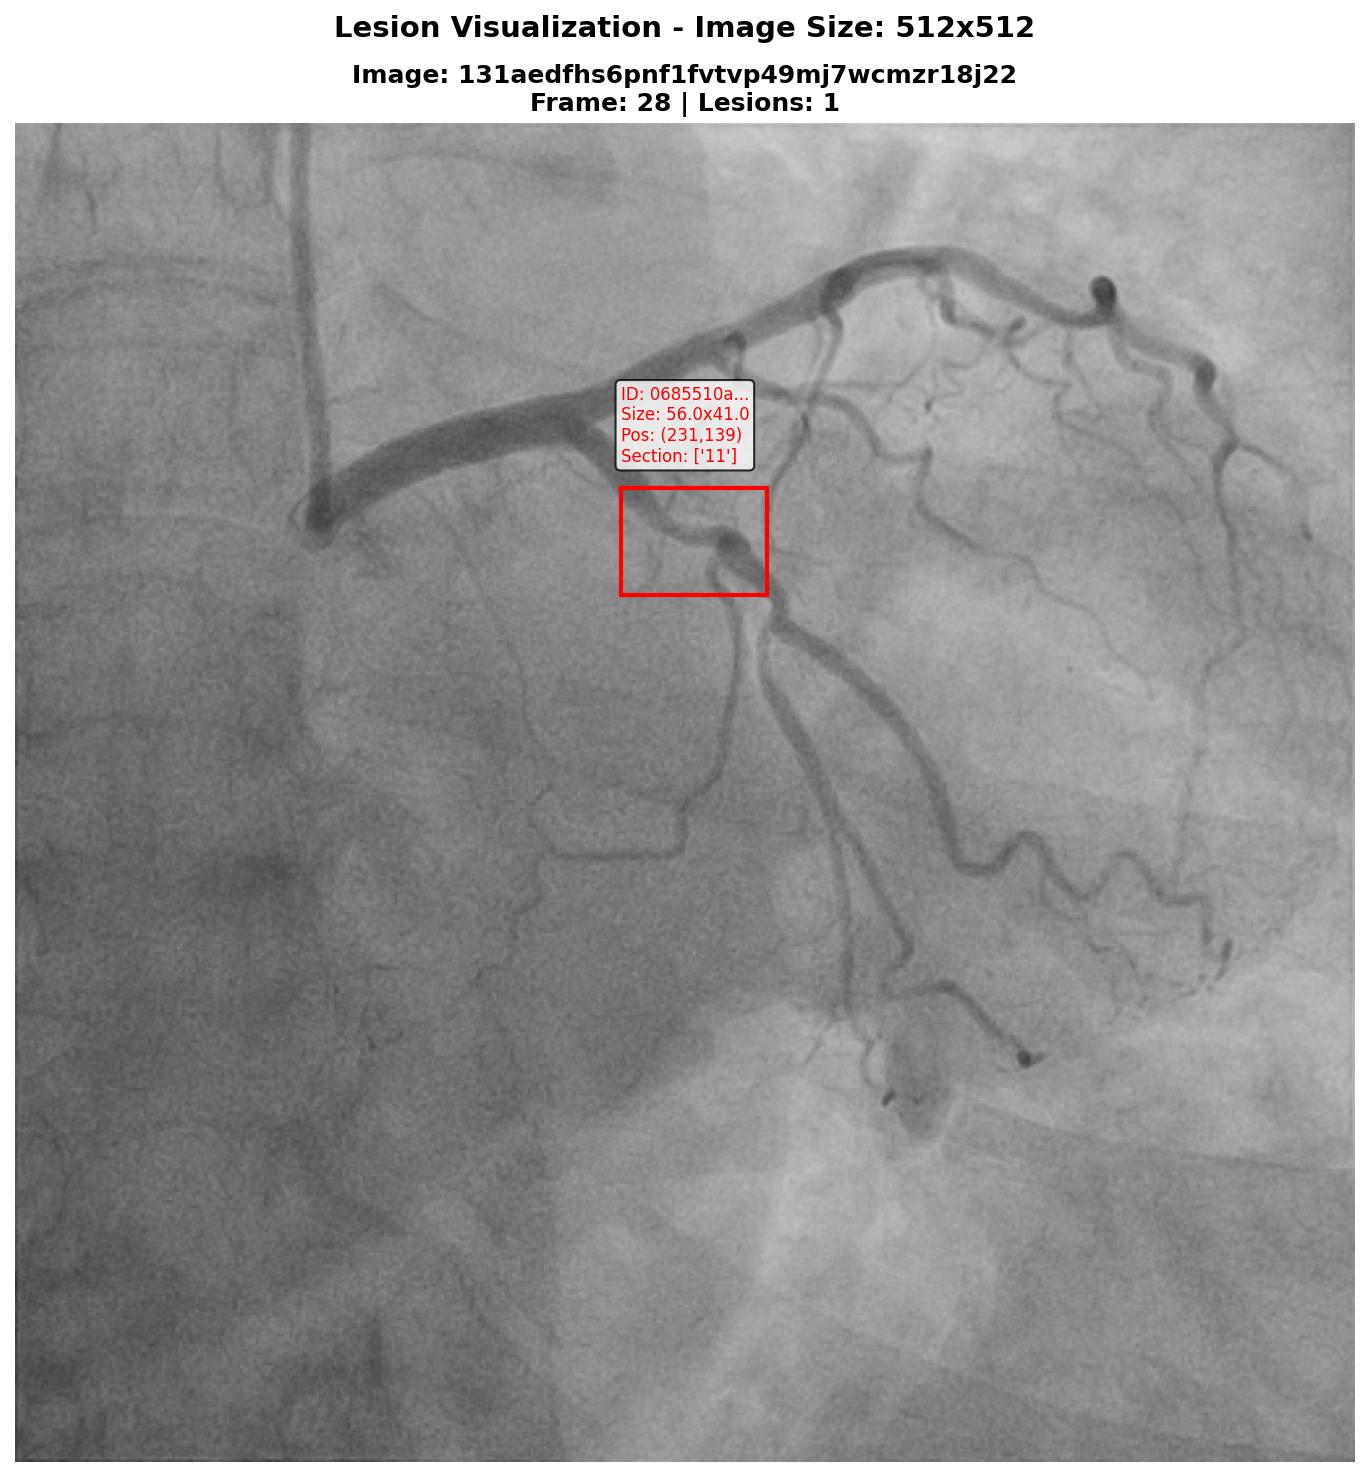 Lesion Visualization - Image Size: 512x512
Image: 131aedfhs6pnf1fvtvp49mj7wcmzr18j22
Frame: 28 | Lesions: 1
ID: 0685510a...
Size: 56.0x41.0
Pos: (231,139)
Section: ['11']